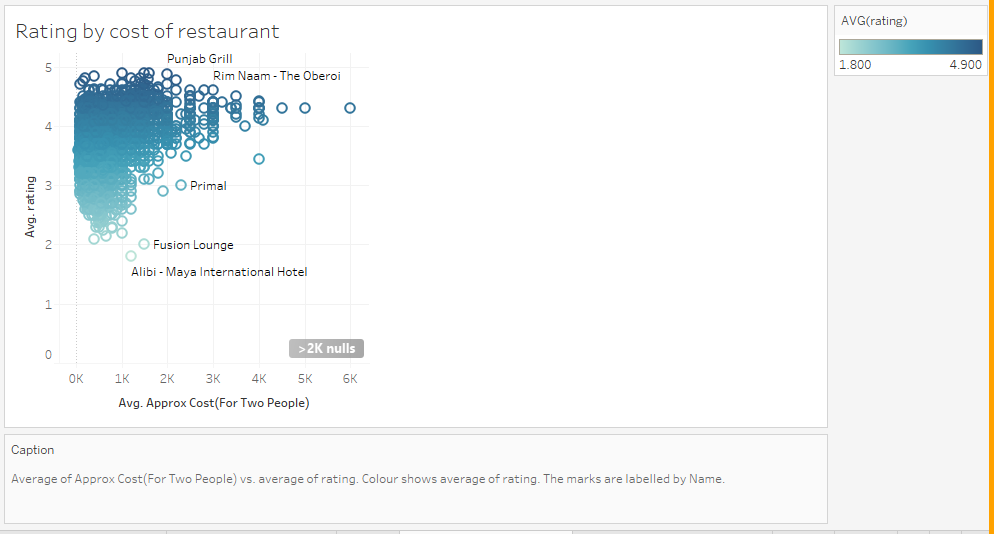 Rating by cost of restaurant
Punjab Grill
Rim Naam - The Oberoi
Primal
Fusion Lounge
Alibi - Maya International Hotel
5
4
3
2
1
0
Avg. rating
>2K nulls
0K 1K 2K 3K 4K 5K 6K
Avg. Approx Cost(For Two People)
AVG(rating)
1.800 4.900
Caption
Average of Approx Cost(For Two People) vs. average of rating. Colour shows average of rating. The marks are labelled by Name.